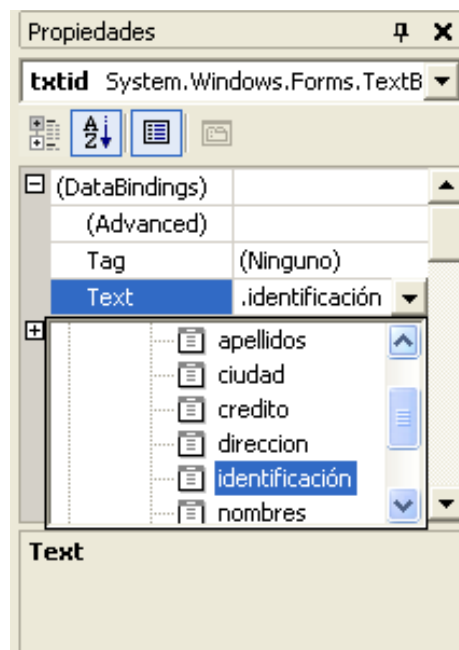 Propiedades
txtid System.Windows.Forms.TextB
(DataBindings)
(Advanced)
Tag (Ninguno)
Text .identificación
apellidos
ciudad
credito
direccion
identificación
nombres
Text